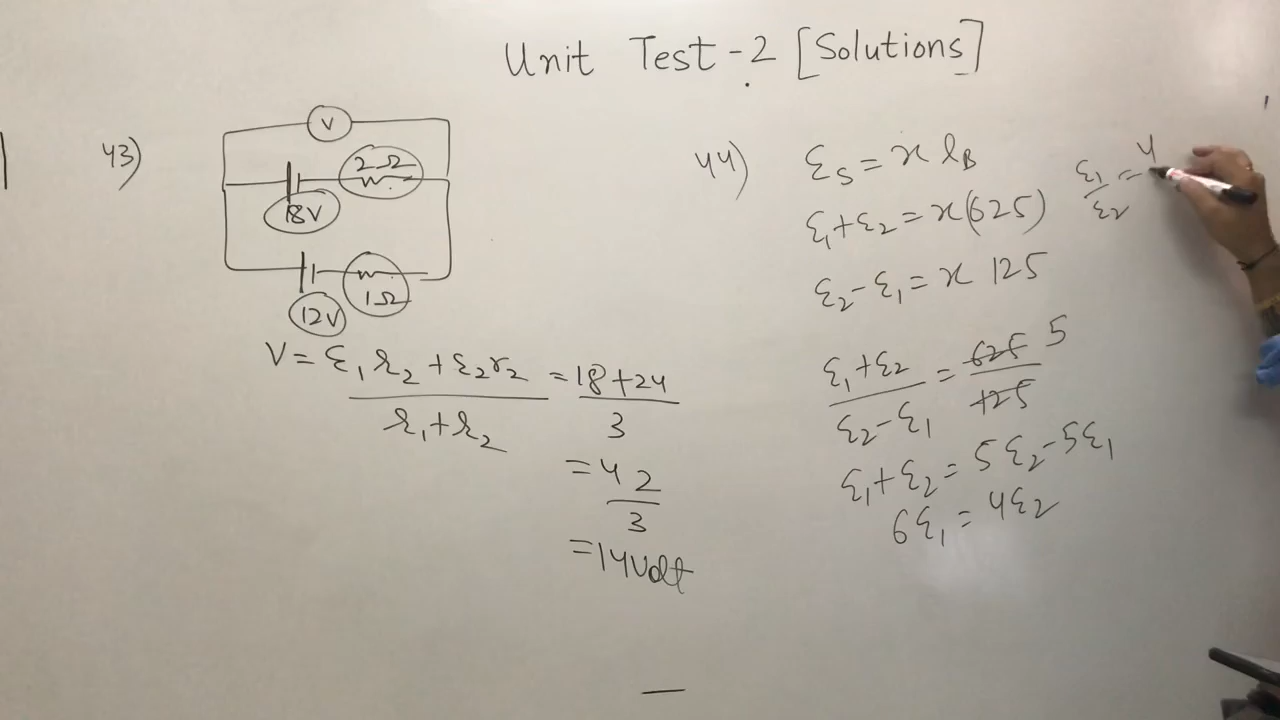 Unit Test - 2 [Solutions]
43)
V
2Ω
18V
12V
1Ω
V = ε₁r₂ + ε₂r₂ / r₁ + r₂ = 18 + 24 / 3
= 42 / 3
= 14 Volt
44) εS = x lB
ε₁ + ε₂ = x(625)
ε₂ - ε₁ = x 125
ε₁ + ε₂ / ε₂ - ε₁ = 625 / 125 5
ε₁ + ε₂ = 5ε₂ - 5ε₁
6ε₁ = 4ε₂
ε₁ / ε₂ = 4